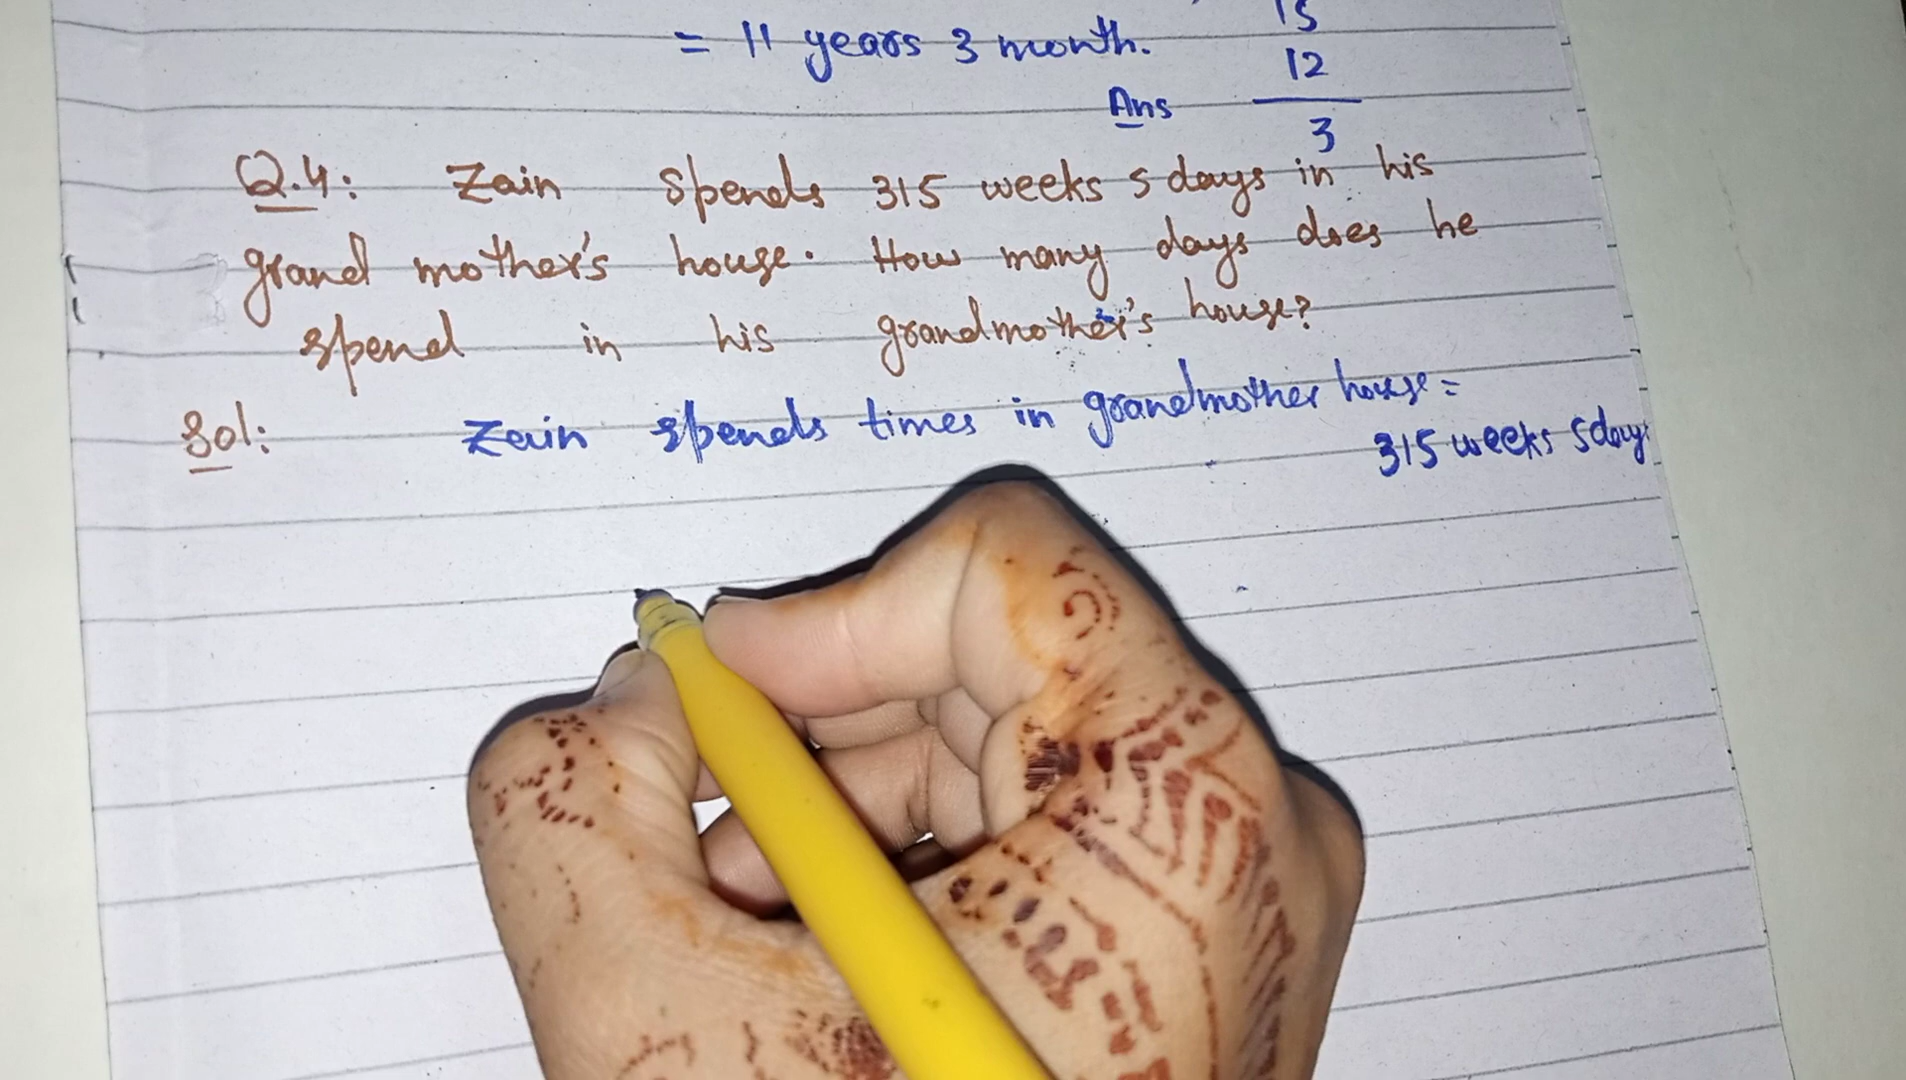 15
= 11 years 3 month.
12
Ans
3
Q.4: Zain spends 315 weeks 5 days in his
grand mother's house. How many days does he
spend in his grandmother's house?
Sol: Zain spends times in grandmother house =
315 weeks 5 days